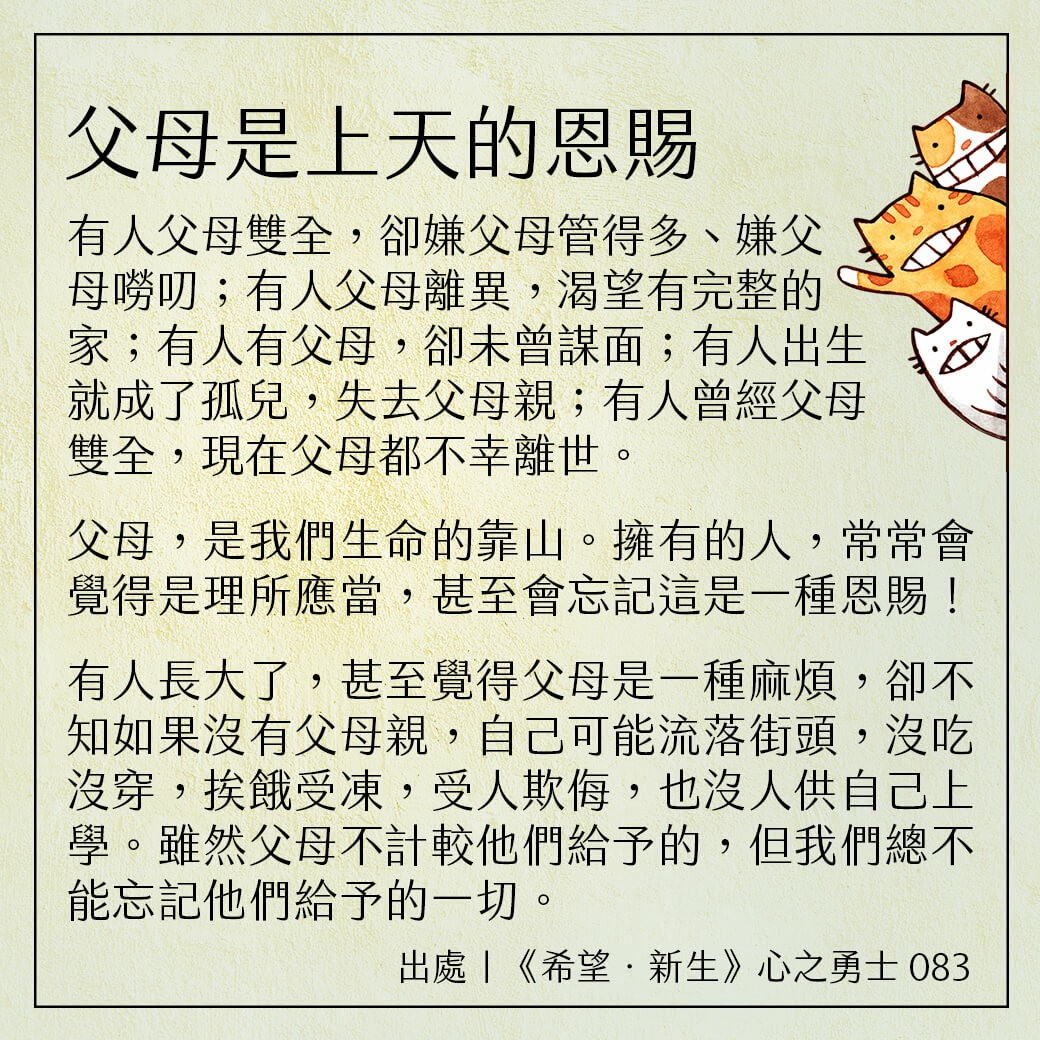 父母是上天的恩賜
有人父母雙全，卻嫌父母管得多、嫌父
母嘮叨；有人父母離異，渴望有完整的
家；有人有父母，卻未曾謀面；有人出生
就成了孤兒，失去父母親；有人曾經父母
雙全，現在父母都不幸離世。
父母，是我們生命的靠山。擁有的人，常常會
覺得是理所應當，甚至會忘記這是一種恩賜！
有人長大了，甚至覺得父母是一種麻煩，卻不
知如果沒有父母親，自己可能流落街頭，沒吃
沒穿，挨餓受凍，受人欺侮，也沒人供自己上
學。雖然父母不計較他們給予的，但我們總不
能忘記他們給予的一切。
出處｜《希望．新生》心之勇士 083